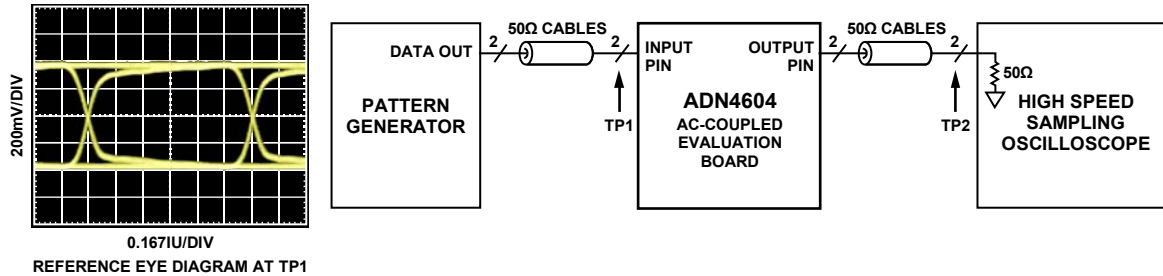 200mV/DIV
0.167IU/DIV
REFERENCE EYE DIAGRAM AT TP1
DATA OUT
PATTERN
GENERATOR
2
50Ω CABLES
2
TP1
INPUT
PIN
OUTPUT
PIN
ADN4604
AC-COUPLED
EVALUATION
BOARD
2
50Ω CABLES
2
TP2
50Ω
HIGH SPEED
SAMPLING
OSCILLOSCOPE